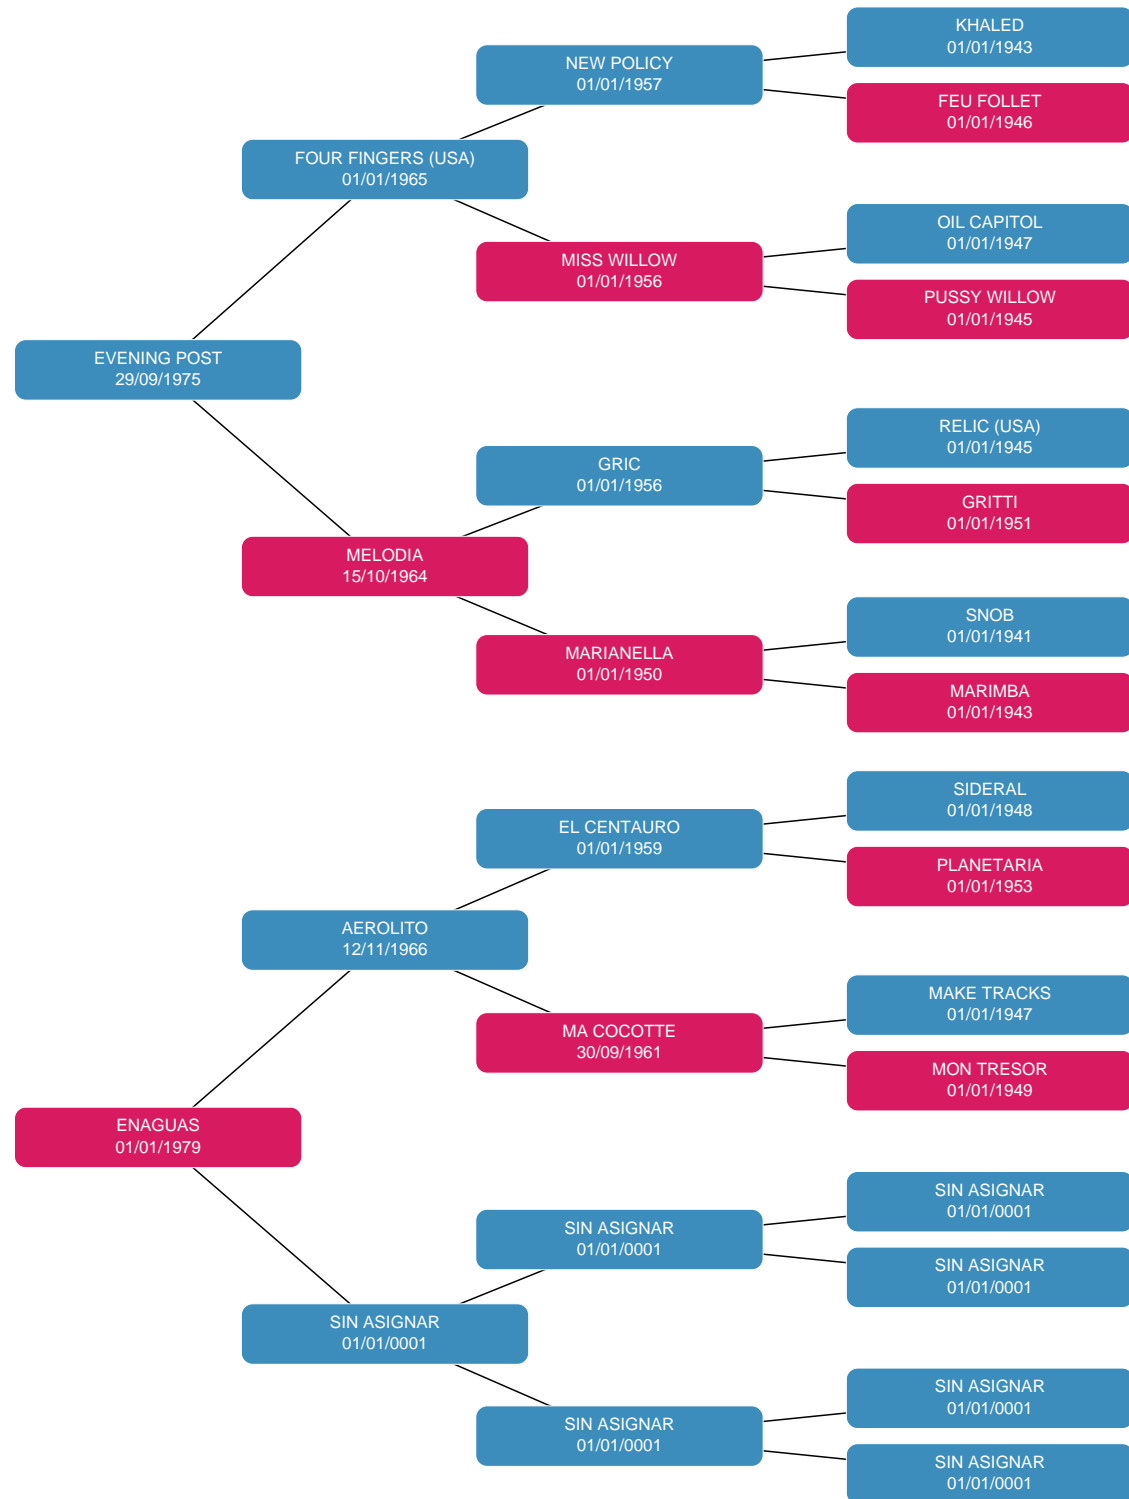 KHALED
01/01/1943
NEW POLICY
01/01/1957
FEU FOLLET
01/01/1946
FOUR FINGERS (USA)
01/01/1965
OIL CAPITOL
01/01/1947
MISS WILLOW
01/01/1956
PUSSY WILLOW
01/01/1945
EVENING POST
29/09/1975
RELIC (USA)
01/01/1945
GRIC
01/01/1956
GRITTI
01/01/1951
MELODIA
15/10/1964
SNOB
01/01/1941
MARIANELLA
01/01/1950
MARIMBA
01/01/1943
SIDERAL
01/01/1948
EL CENTAURO
01/01/1959
PLANETARIA
01/01/1953
AEROLITO
12/11/1966
MAKE TRACKS
01/01/1947
MA COCOTTE
30/09/1961
MON TRESOR
01/01/1949
ENAGUAS
01/01/1979
SIN ASIGNAR
01/01/0001
SIN ASIGNAR
01/01/0001
SIN ASIGNAR
01/01/0001
SIN ASIGNAR
01/01/0001
SIN ASIGNAR
01/01/0001
SIN ASIGNAR
01/01/0001
SIN ASIGNAR
01/01/0001